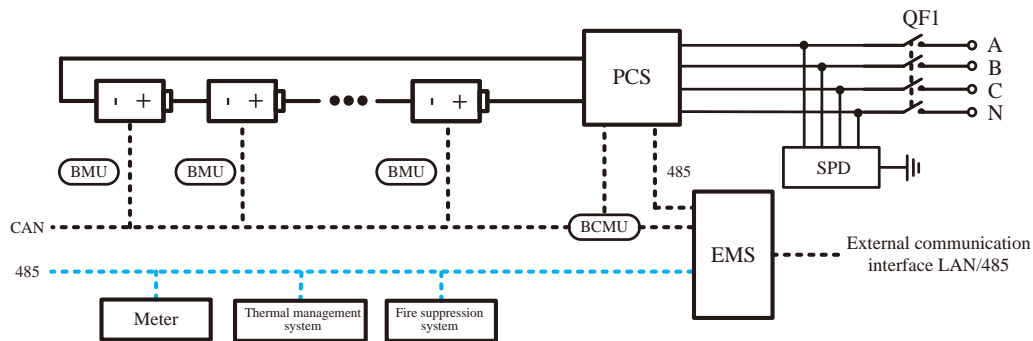 QF1
A
B
C
N
PCS
- +
- +
- +
BMU
BMU
BMU
485
SPD
CAN
BCMU
EMS
External communication
interface LAN/485
485
Meter
Thermal management
system
Fire suppression
system